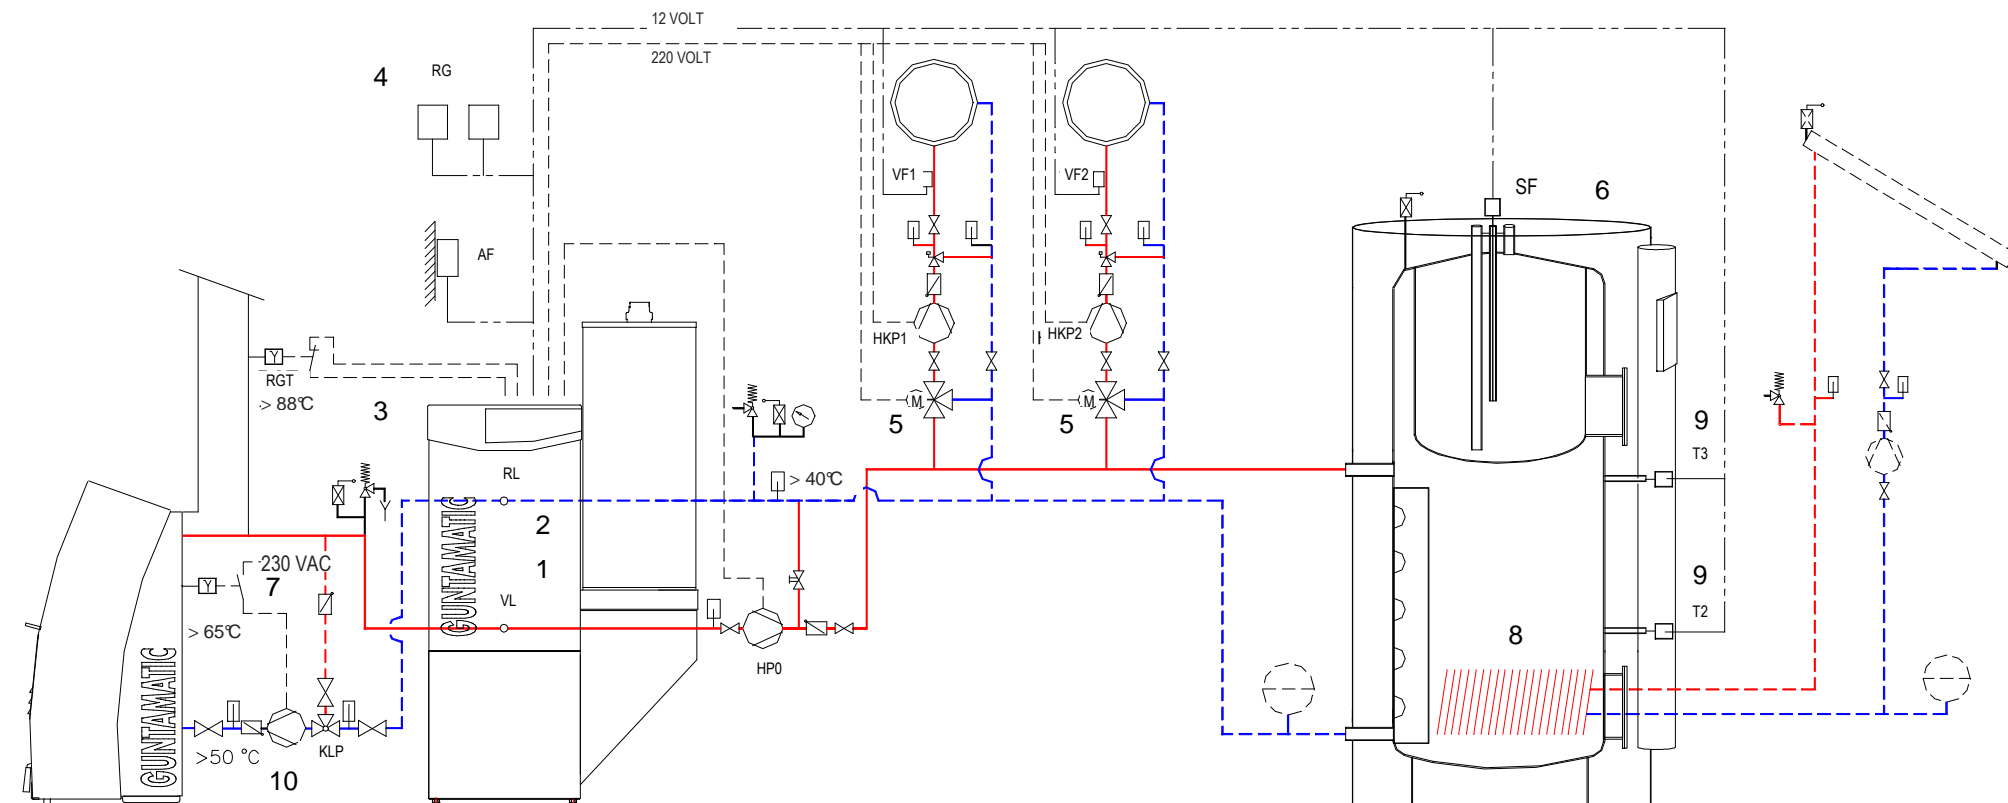 12 VOLT
220 VOLT
4
RG
AF
VF1
VF2
SF
6
HKP1
HKP2
RGT
> 88°C
3
M
M
5
5
Y
9
T3
RL
> 40°C
2
1
GUNTAMATIC
VL
230 VAC
Y
7
> 65°C
9
T2
8
HP0
GUNTAMATIC
KLP
>50 °C
10